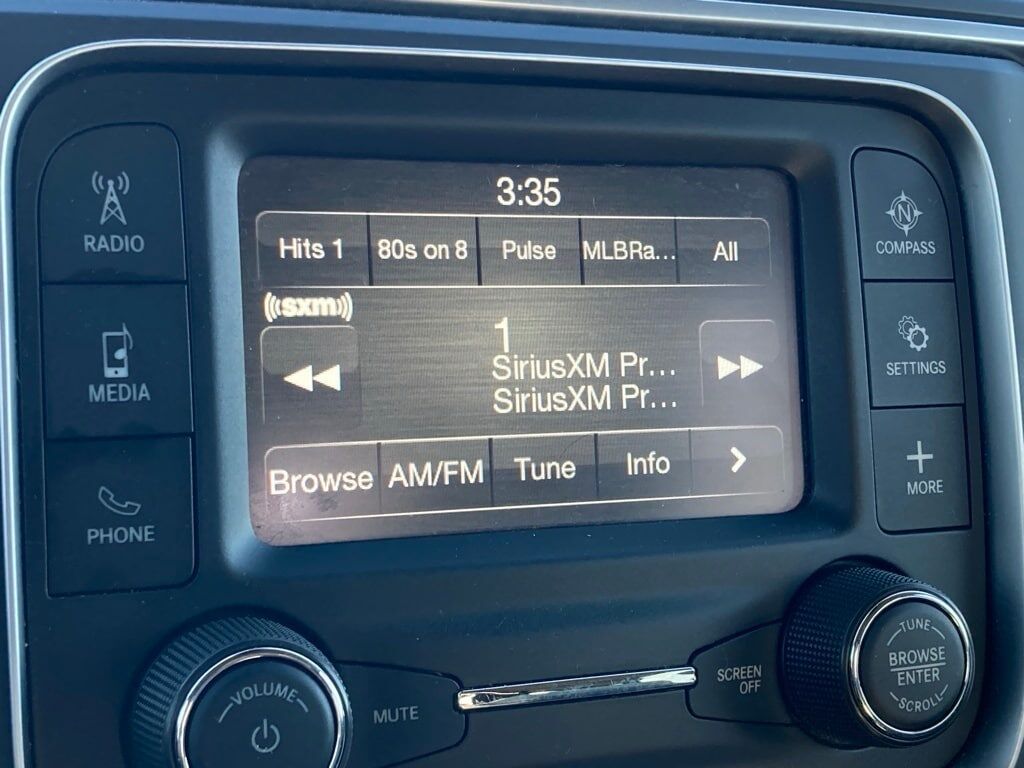 3:35
Hits 1 80s on 8 Pulse MLBRa... All
((sxm))
1
SiriusXM Pr...
SiriusXM Pr...
Browse AM/FM Tune Info >
RADIO
MEDIA
PHONE
N
COMPASS
SETTINGS
+
MORE
VOLUME
MUTE
SCREEN
OFF
TUNE
BROWSE
ENTER
SCROLL